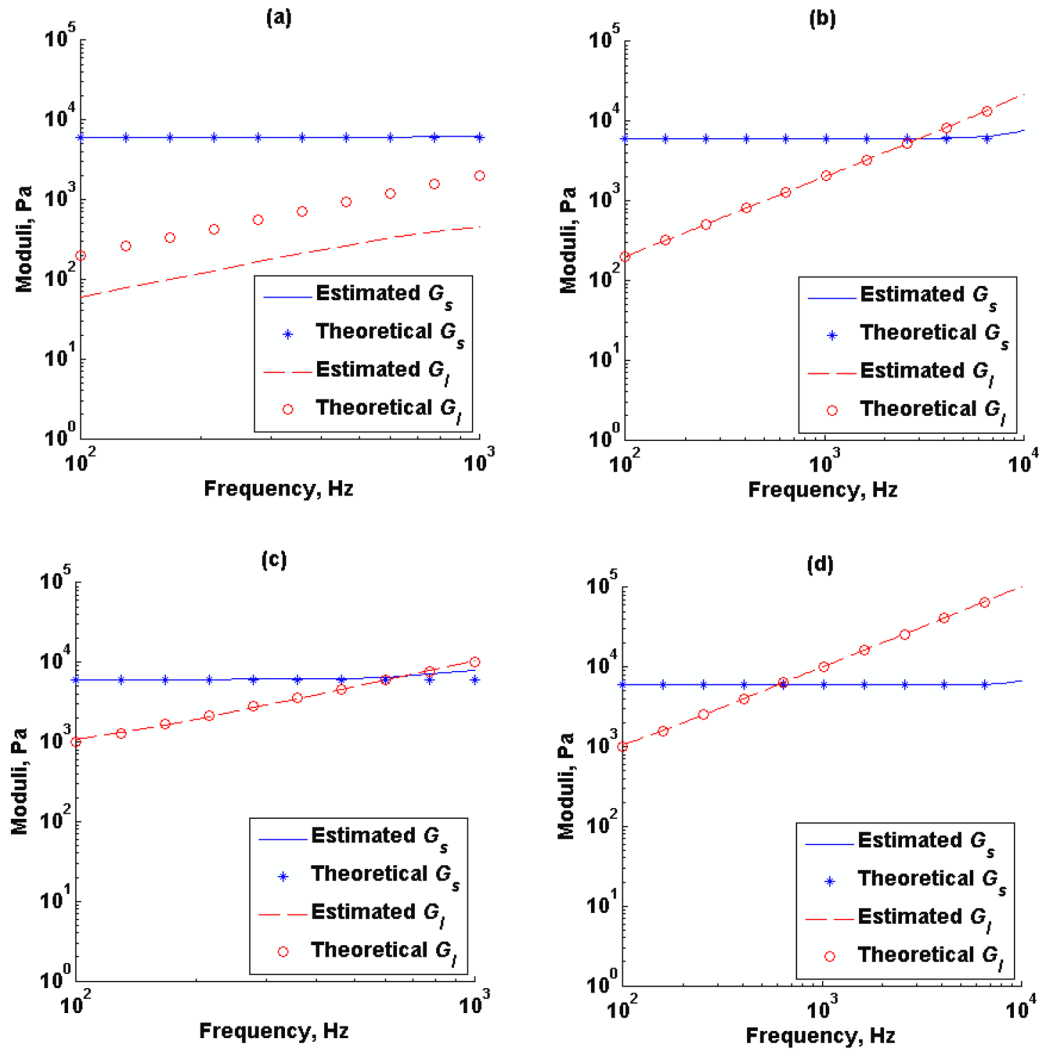 (a)
10^5
10^4
10^3
10^2
10^1
10^0
Moduli, Pa
Estimated G_s
Theoretical G_s
Estimated G_l
Theoretical G_l
10^2
10^3
Frequency, Hz
(b)
10^5
10^4
10^3
10^2
10^1
10^0
Moduli, Pa
Estimated G_s
Theoretical G_s
Estimated G_l
Theoretical G_l
10^2
10^3
10^4
Frequency, Hz
(c)
10^5
10^4
10^3
10^2
10^1
10^0
Moduli, Pa
Estimated G_s
Theoretical G_s
Estimated G_l
Theoretical G_l
10^2
10^3
Frequency, Hz
(d)
10^5
10^4
10^3
10^2
10^1
10^0
Moduli, Pa
Estimated G_s
Theoretical G_s
Estimated G_l
Theoretical G_l
10^2
10^3
10^4
Frequency, Hz